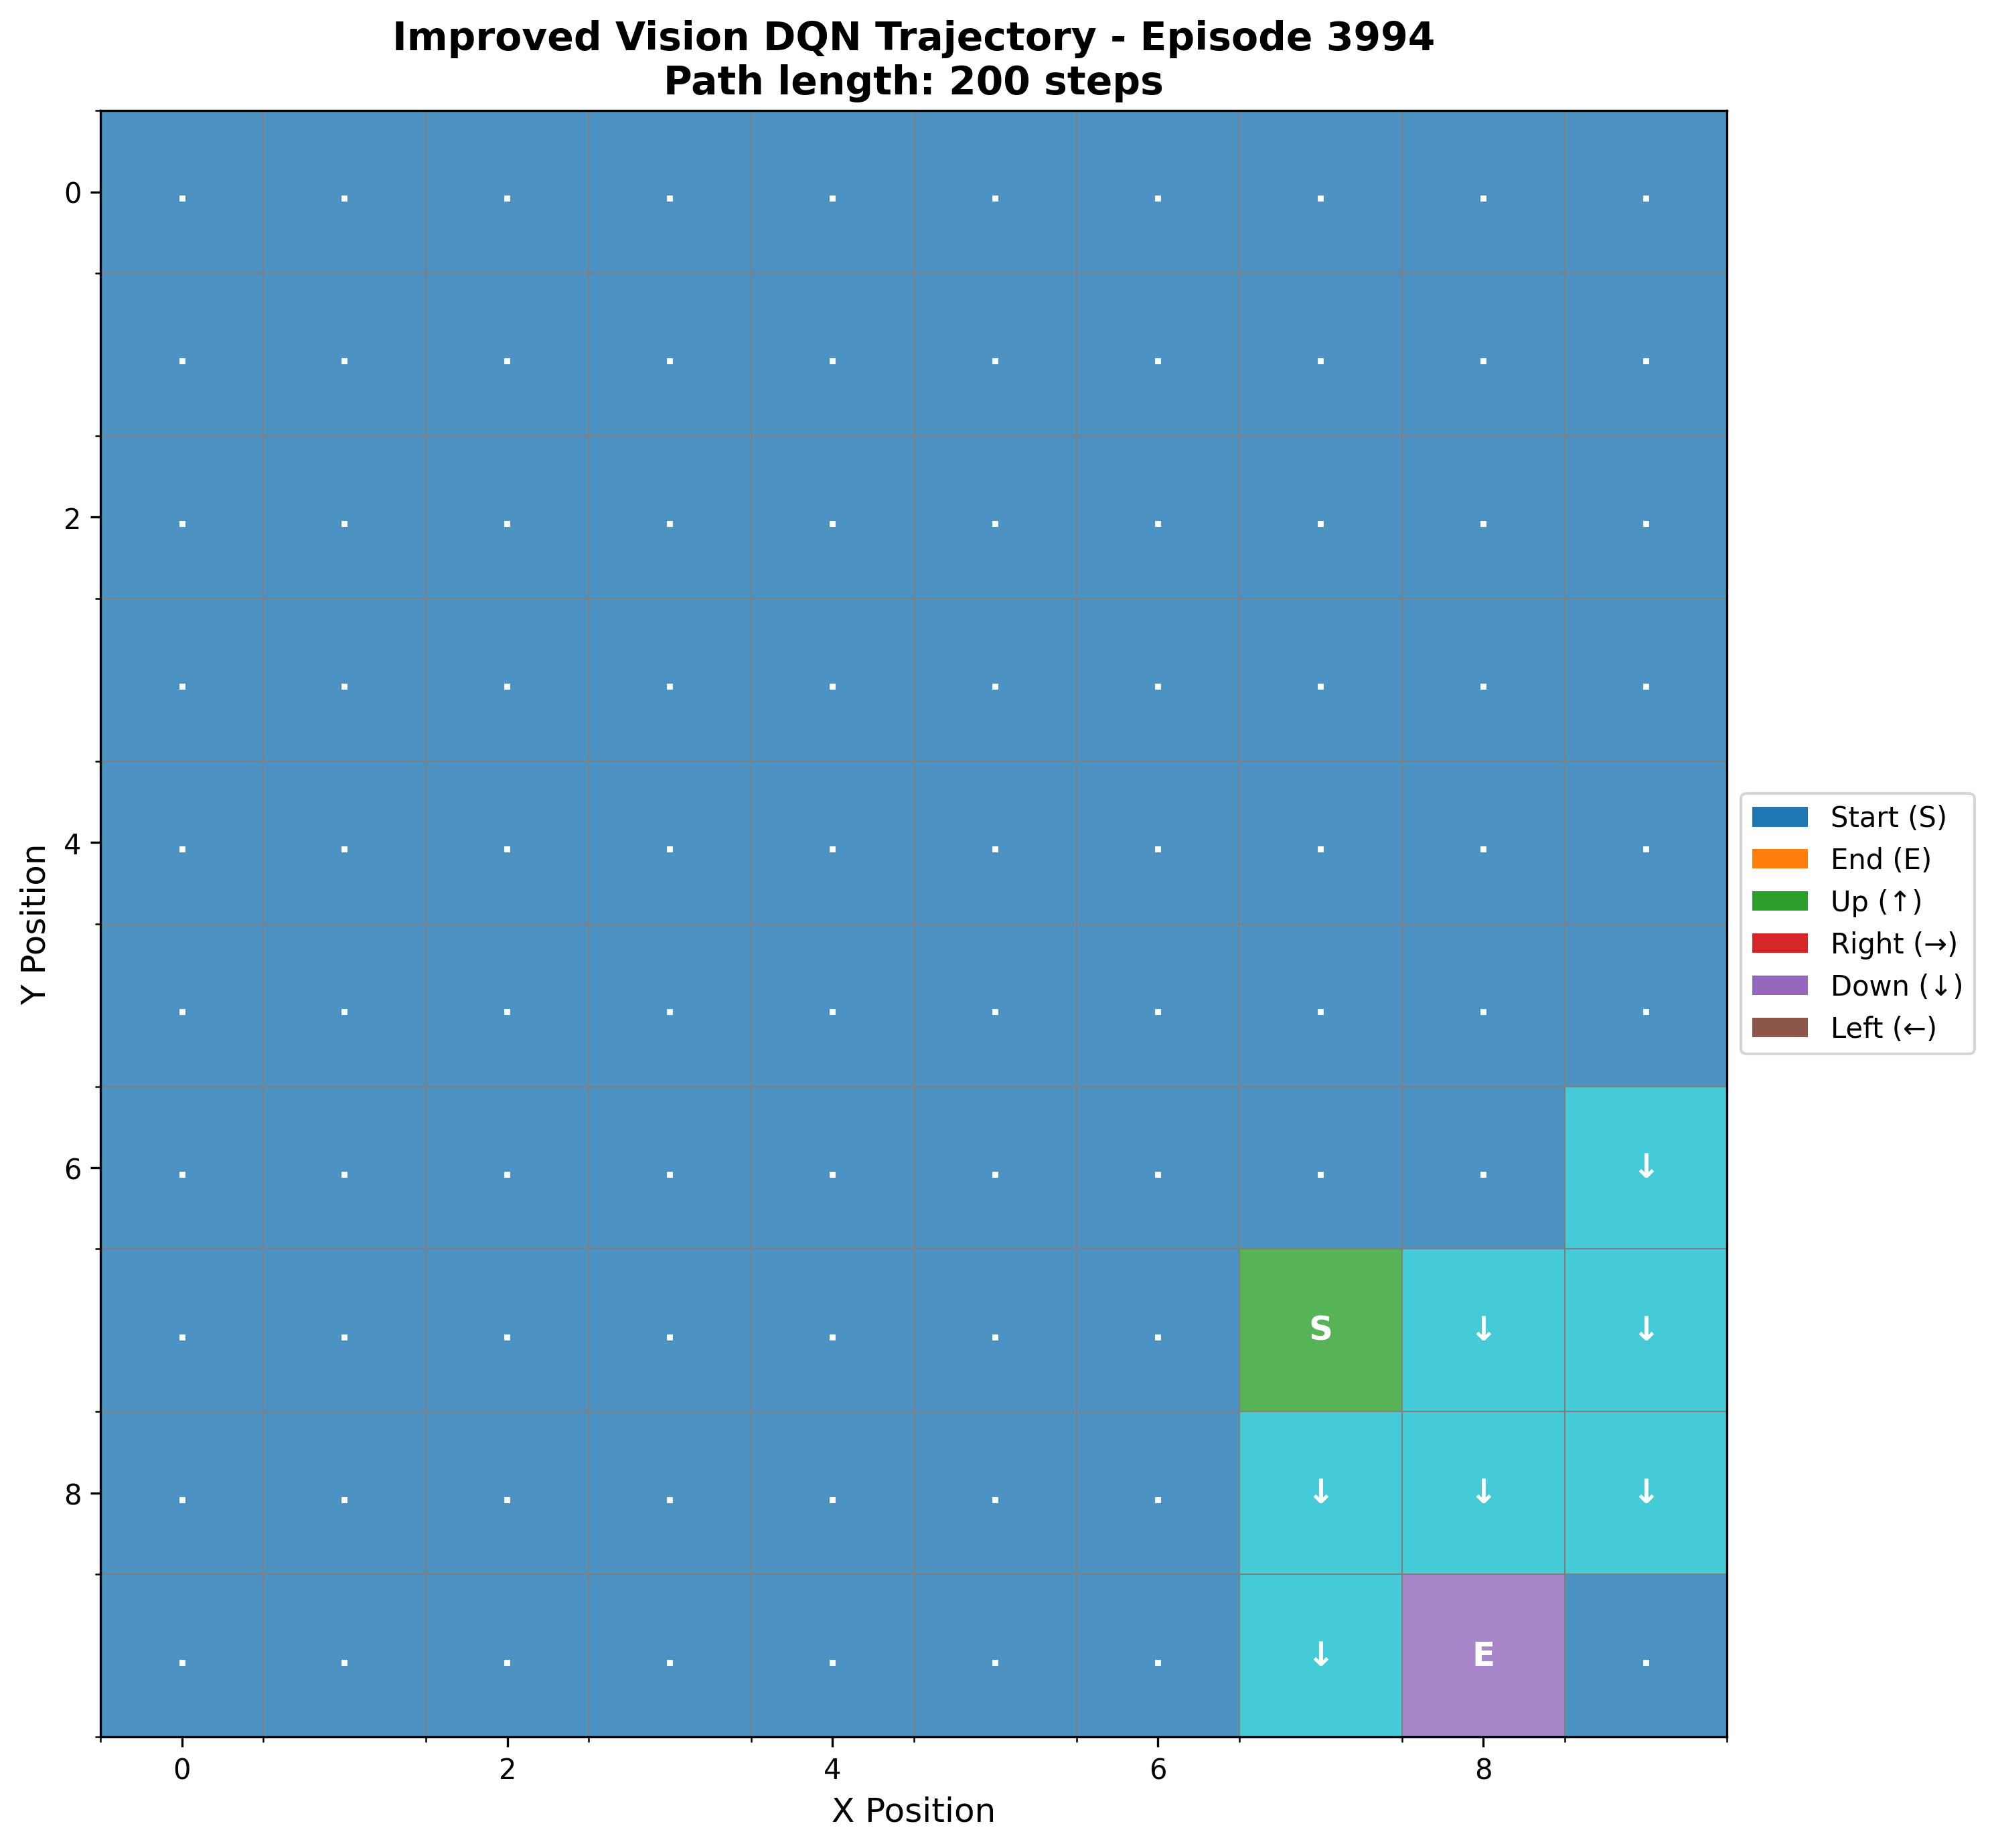 Improved Vision DQN Trajectory - Episode 3994
Path length: 200 steps
0
2
4
6
8
Y Position
↓
S ↓ ↓
↓ ↓ ↓
↓ E
0 2 4 6 8
X Position
Start (S)
End (E)
Up (↑)
Right (→)
Down (↓)
Left (←)